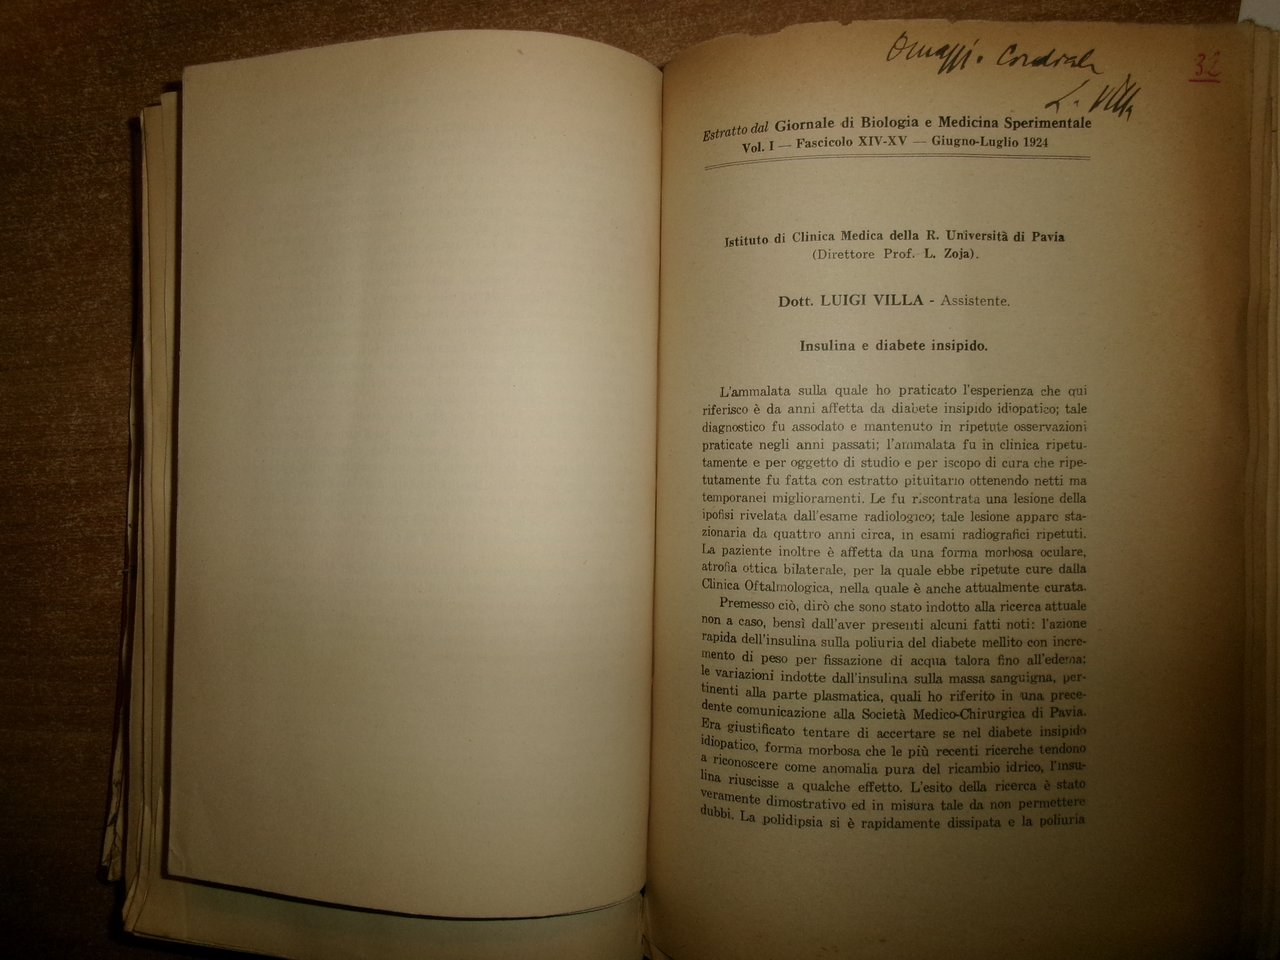 Omaggi Cordiali
L. Villa
32
Estratto dal Giornale di Biologia e Medicina Sperimentale
Vol. I — Fascicolo XIV-XV — Giugno-Luglio 1924
Istituto di Clinica Medica della R. Università di Pavia
(Direttore Prof. L. Zoja).
Dott. LUIGI VILLA - Assistente.
Insulina e diabete insipido.
L'ammalata sulla quale ho praticato l'esperienza che qui
riferisco è da anni affetta da diabete insipido idiopatico; tale
diagnostico fu assodato e mantenuto in ripetute osservazioni
praticate negli anni passati; l'ammalata fu in clinica ripetu-
tamente e per oggetto di studio e per iscopo di cura che ripe-
tutamente fu fatta con estratto pituitario ottenendo netti ma
temporanei miglioramenti. Le fu riscontrata una lesione della
ipofisi rivelata dall'esame radiologico; tale lesione appare sta-
zionaria da quattro anni circa, in esami radiografici ripetuti.
La paziente inoltre è affetta da una forma morbosa oculare,
atrofia ottica bilaterale, per la quale ebbe ripetute cure dalla
Clinica Oftalmologica, nella quale è anche attualmente curata.
Premesso ciò, dirò che sono stato indotto alla ricerca attuale
non a caso, bensì dall'aver presenti alcuni fatti noti: l'azione
rapida dell'insulina sulla poliuria del diabete mellito con incre-
mento di peso per fissazione di acqua talora fino all'edema;
le variazioni indotte dall'insulina sulla massa sanguigna, per-
tinenti alla parte plasmatica, quali ho riferito in una prece-
dente comunicazione alla Società Medico-Chirurgica di Pavia.
Era giustificato tentare di accertare se nel diabete insipido
idiopatico, forma morbosa che le più recenti ricerche tendono
a riconoscere come anomalia pura del ricambio idrico, l'insu-
lina riuscisse a qualche effetto. L'esito della ricerca è stato
veramente dimostrativo ed in misura tale da non permettere
dubbi. La polidipsia si è rapidamente dissipata e la poliuria